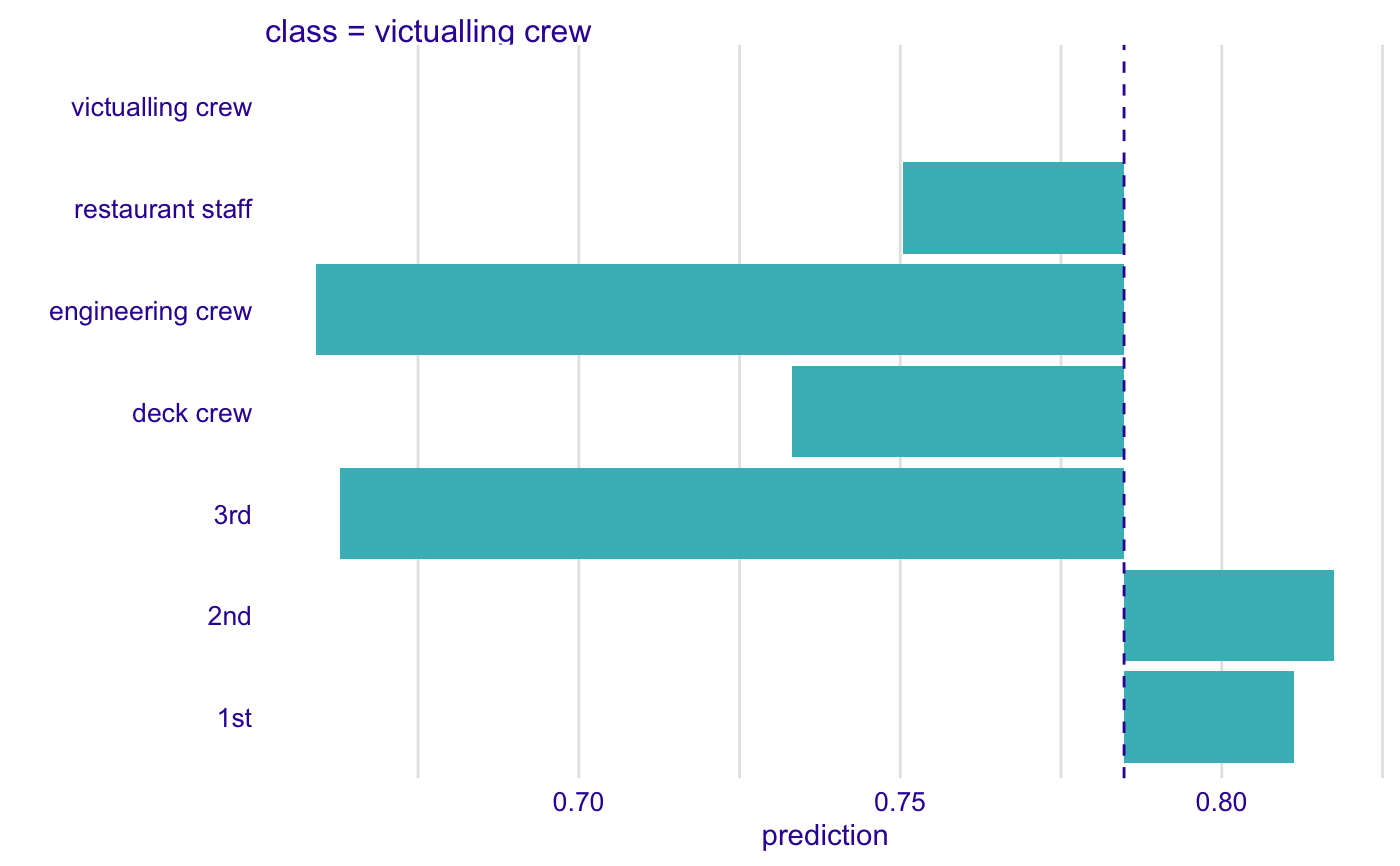 class = victualling crew
victualling crew
restaurant staff
engineering crew
deck crew
3rd
2nd
1st
0.70 0.75 0.80
prediction